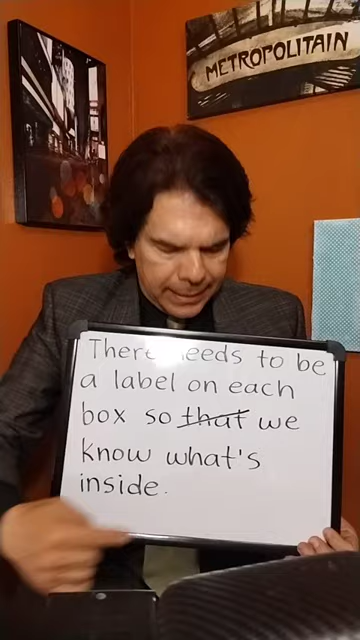 METROPOLITAIN
There needs to be
a label on each
box so that we
know what's
inside.